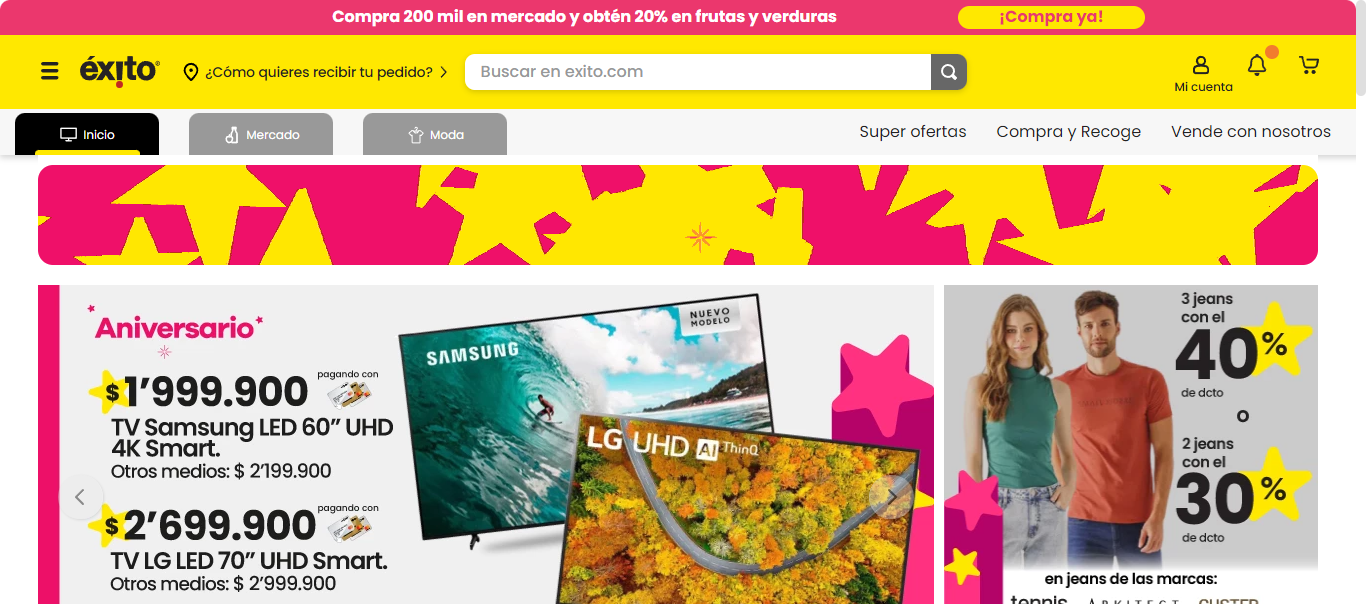 Compra 200 mil en mercado y obtén 20% en frutas y verduras
¡Compra ya!
éxito
¿Cómo quieres recibir tu pedido?
Buscar en exito.com
Mi cuenta
Inicio
Mercado
Moda
Super ofertas
Compra y Recoge
Vende con nosotros
Aniversario
$1’999.900
pagando con
TV Samsung LED 60” UHD
4K Smart.
Otros medios: $ 2’199.900
$2’699.900
pagando con
TV LG LED 70” UHD Smart.
Otros medios: $ 2’999.900
SAMSUNG
NUEVO
MODELO
LG UHD AI ThinQ
3 jeans
con el
40%
de dcto
o
2 jeans
con el
30%
de dcto
en jeans de las marcas:
tennis ARKITECT CUSTER